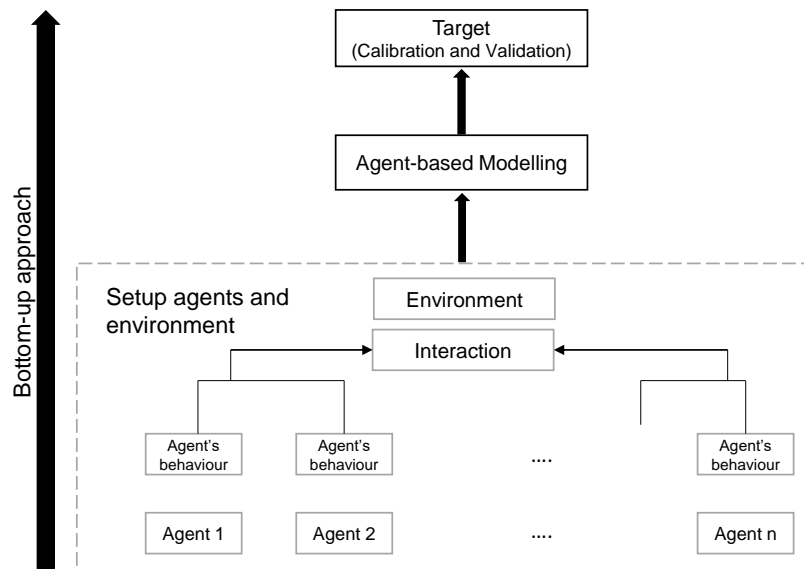 Target
(Calibration and Validation)
Agent-based Modelling
Bottom-up approach
Setup agents and
environment
Environment
Interaction
Agent's
behaviour
Agent's
behaviour
....
Agent's
behaviour
Agent 1
Agent 2
....
Agent n